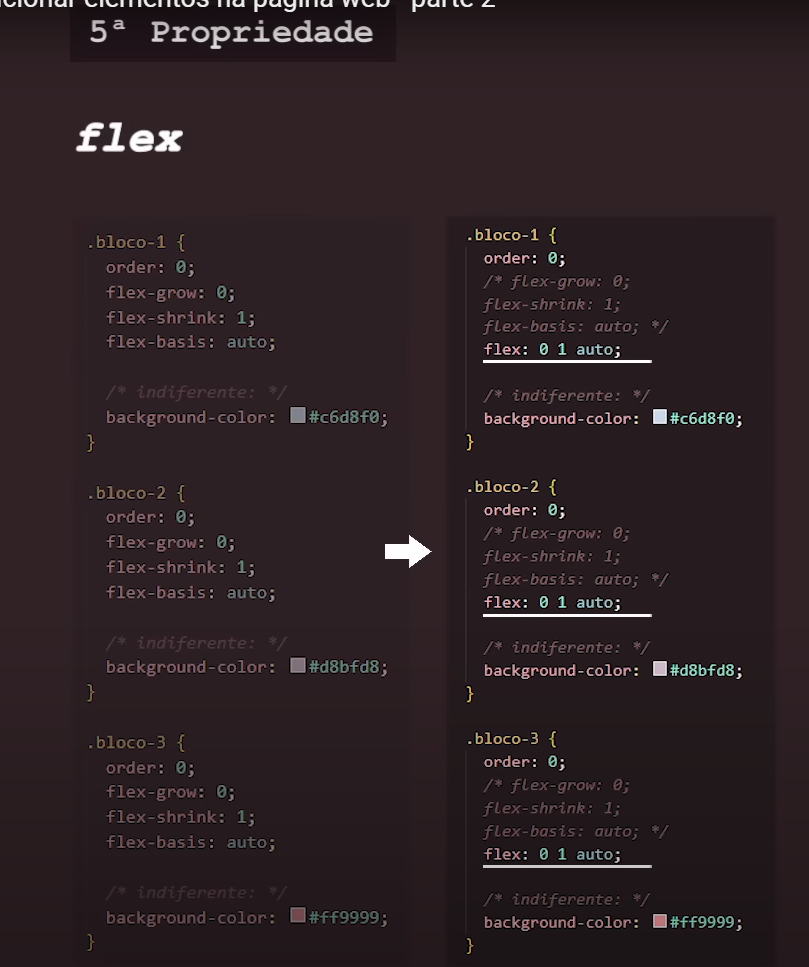 elementos na página web parte 2
5ª Propriedade
flex
.bloco-1 {
order: 0;
flex-grow: 0;
flex-shrink: 1;
flex-basis: auto;
/* indiferente: */
background-color: #c6d8f0;
}
.bloco-2 {
order: 0;
flex-grow: 0;
flex-shrink: 1;
flex-basis: auto;
/* indiferente: */
background-color: #d8bfd8;
}
.bloco-3 {
order: 0;
flex-grow: 0;
flex-shrink: 1;
flex-basis: auto;
/* indiferente: */
background-color: #ff9999;
}
.bloco-1 {
order: 0;
/* flex-grow: 0;
flex-shrink: 1;
flex-basis: auto; */
flex: 0 1 auto;
/* indiferente: */
background-color: #c6d8f0;
}
.bloco-2 {
order: 0;
/* flex-grow: 0;
flex-shrink: 1;
flex-basis: auto; */
flex: 0 1 auto;
/* indiferente: */
background-color: #d8bfd8;
}
.bloco-3 {
order: 0;
/* flex-grow: 0;
flex-shrink: 1;
flex-basis: auto; */
flex: 0 1 auto;
/* indiferente: */
background-color: #ff9999;
}